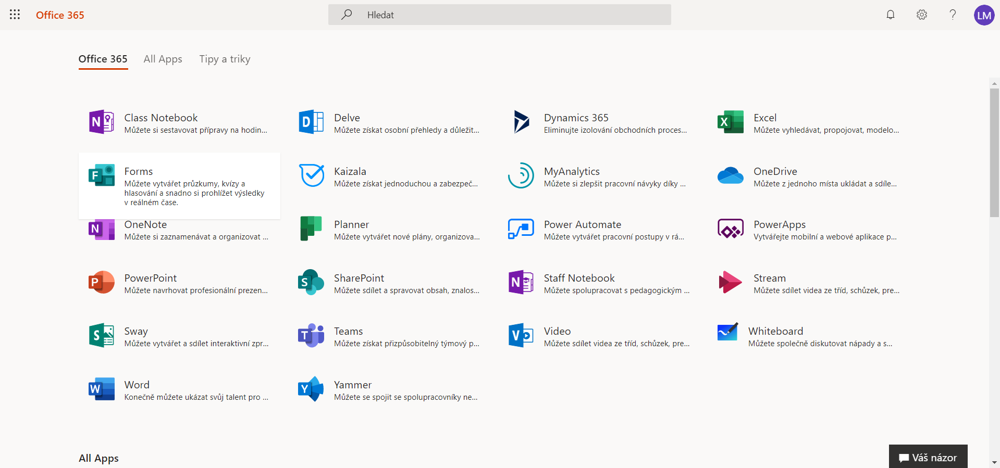 Office 365
Hledat
LM
Office 365 All Apps Tipy a triky
Class Notebook
Můžete si sestavovat přípravy na hodin...
Delve
Můžete získat osobní přehledy a důležit...
Dynamics 365
Eliminujte izolování obchodních proces...
Excel
Můžete vyhledávat, propojovat, modelo...
Forms
Můžete vytvářet průzkumy, kvízy a
hlasování a snadno si prohlížet výsledky
v reálném čase.
Kaizala
Můžete získat jednoduchou a zabezpeč...
MyAnalytics
Můžete si zlepšit pracovní návyky díky ...
OneDrive
Můžete z jednoho místa ukládat a sdíle...
OneNote
Můžete si zaznamenávat a organizovat ...
Planner
Můžete vytvářet nové plány, organizova...
Power Automate
Můžete vytvářet pracovní postupy v rá...
PowerApps
Vytvářejte mobilní a webové aplikace p...
PowerPoint
Můžete navrhovat profesionální prezen...
SharePoint
Můžete sdílet a spravovat obsah, znalos...
Staff Notebook
Můžete spolupracovat s pedagogickým ...
Stream
Můžete sdílet videa ze tříd, schůzek, pre...
Sway
Můžete vytvářet a sdílet interaktivní zpr...
Teams
Můžete získat přizpůsobitelný týmový p...
Video
Můžete sdílet videa ze tříd, schůzek, pre...
Whiteboard
Můžete společně diskutovat nápady a s...
Word
Konečně můžete ukázat svůj talent pro ...
Yammer
Můžete se spojit se spolupracovníky ne...
All Apps
Váš názor